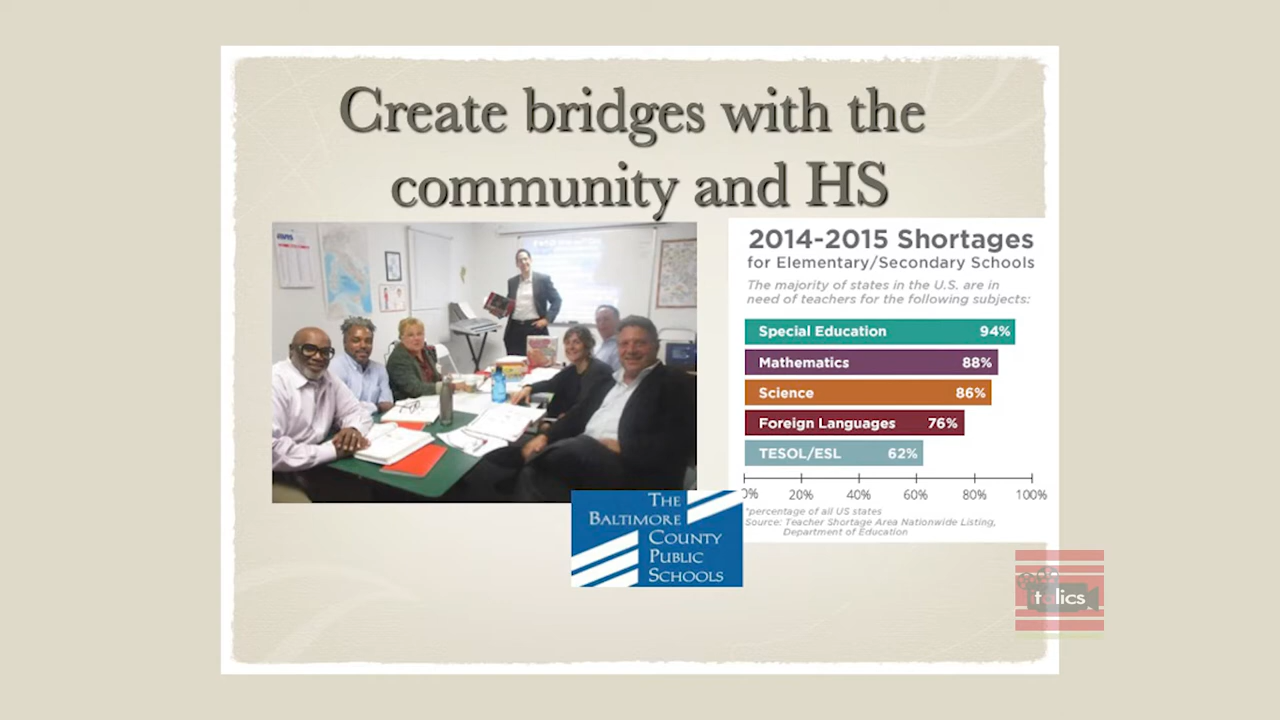 Create bridges with the
community and HS
2014-2015 Shortages
for Elementary/Secondary Schools
The majority of states in the U.S. are in
need of teachers for the following subjects:
Special Education 94%
Mathematics 88%
Science 86%
Foreign Languages 76%
TESOL/ESL 62%
0% 20% 40% 60% 80% 100%
*percentage of all US states
Source: Teacher Shortage Area Nationwide Listing,
Department of Education
THE
BALTIMORE
COUNTY
PUBLIC
SCHOOLS
italics